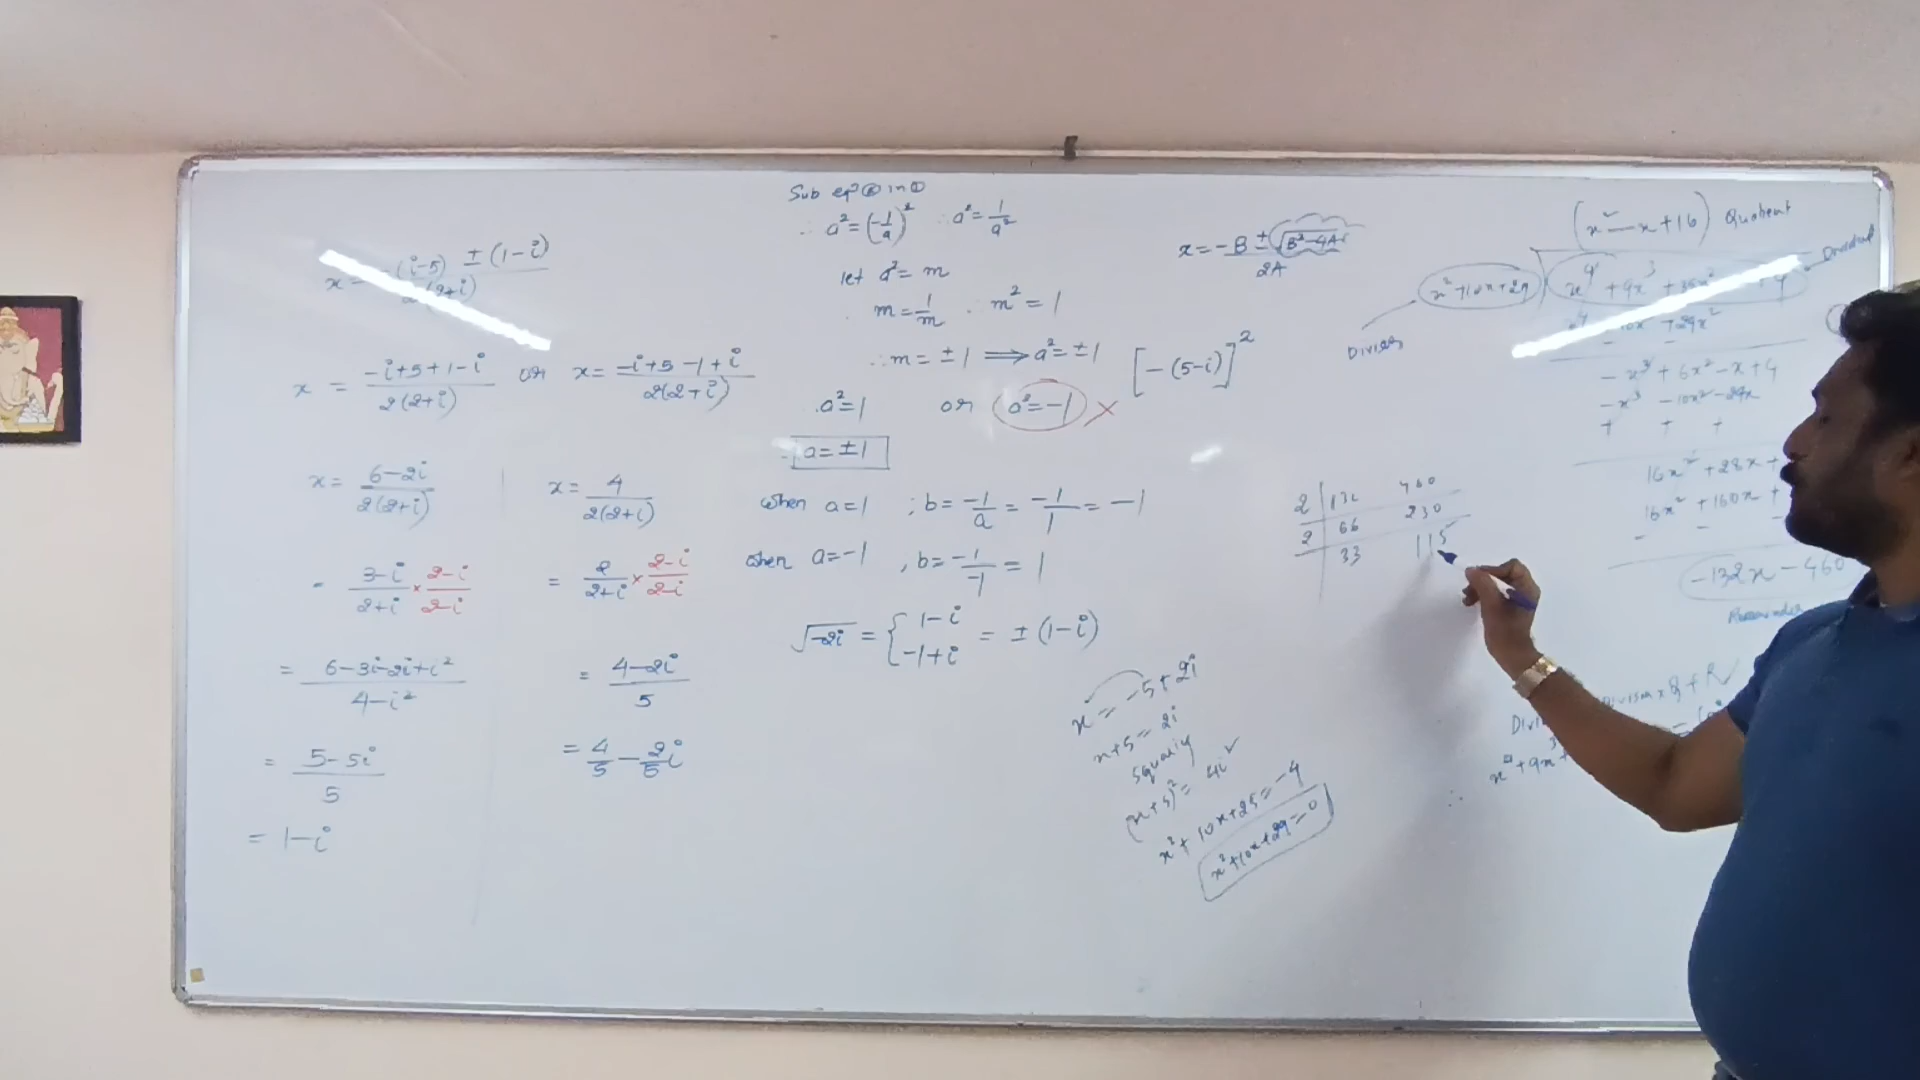 x = -(i-5) ± (1-i) / 2(2+i)
x = -i+5+1-i / 2(2+i) or x = -i+5-1+i / 2(2+i)
x = 6-2i / 2(2+i)
= 3-i / 2+i × 2-i / 2-i
= 6-3i-2i+i² / 4-i²
= 5-5i / 5
= 1-i
x = 4 / 2(2+i)
= 2 / 2+i × 2-i / 2-i
= 4-2i / 5
= 4/5 - 2/5 i
Sub eqⁿ ② in ①
∴ a² = (-1/a)² ∴ a² = 1/a²
let a² = m
∴ m = 1/m ∴ m² = 1
∴ m = ±1 ⟹ a² = ±1
∴ a² = 1 or a² = -1 ×
a = ±1
when a=1 ; b = -1/a = -1/1 = -1
when a=-1 , b = -1/-1 = 1
√-2i = { 1-i
-1+i = ± (1-i)
x = -B ± √B²-4A / 2A
[-(5-i)]²
x = -5+2i
x+5 = 2i
squaring
(x+5)² = 4i²
x² + 10x+25 = -4
x²+10x+29=0
2 | 132 460
2 | 66 230
33 115
(x² - x + 16) Quotient
Dividend
x²+10x+29
Divisor
x⁴ + 9x³ + 35x² + 4
- x³ + 6x² - x + 4
- x³ - 10x² - 29x
+ + +
16x² + 28x +
16x² + 160x +
- -
-132x - 460
Remainder
× Q + R
∴ x⁴ + 9x³ +